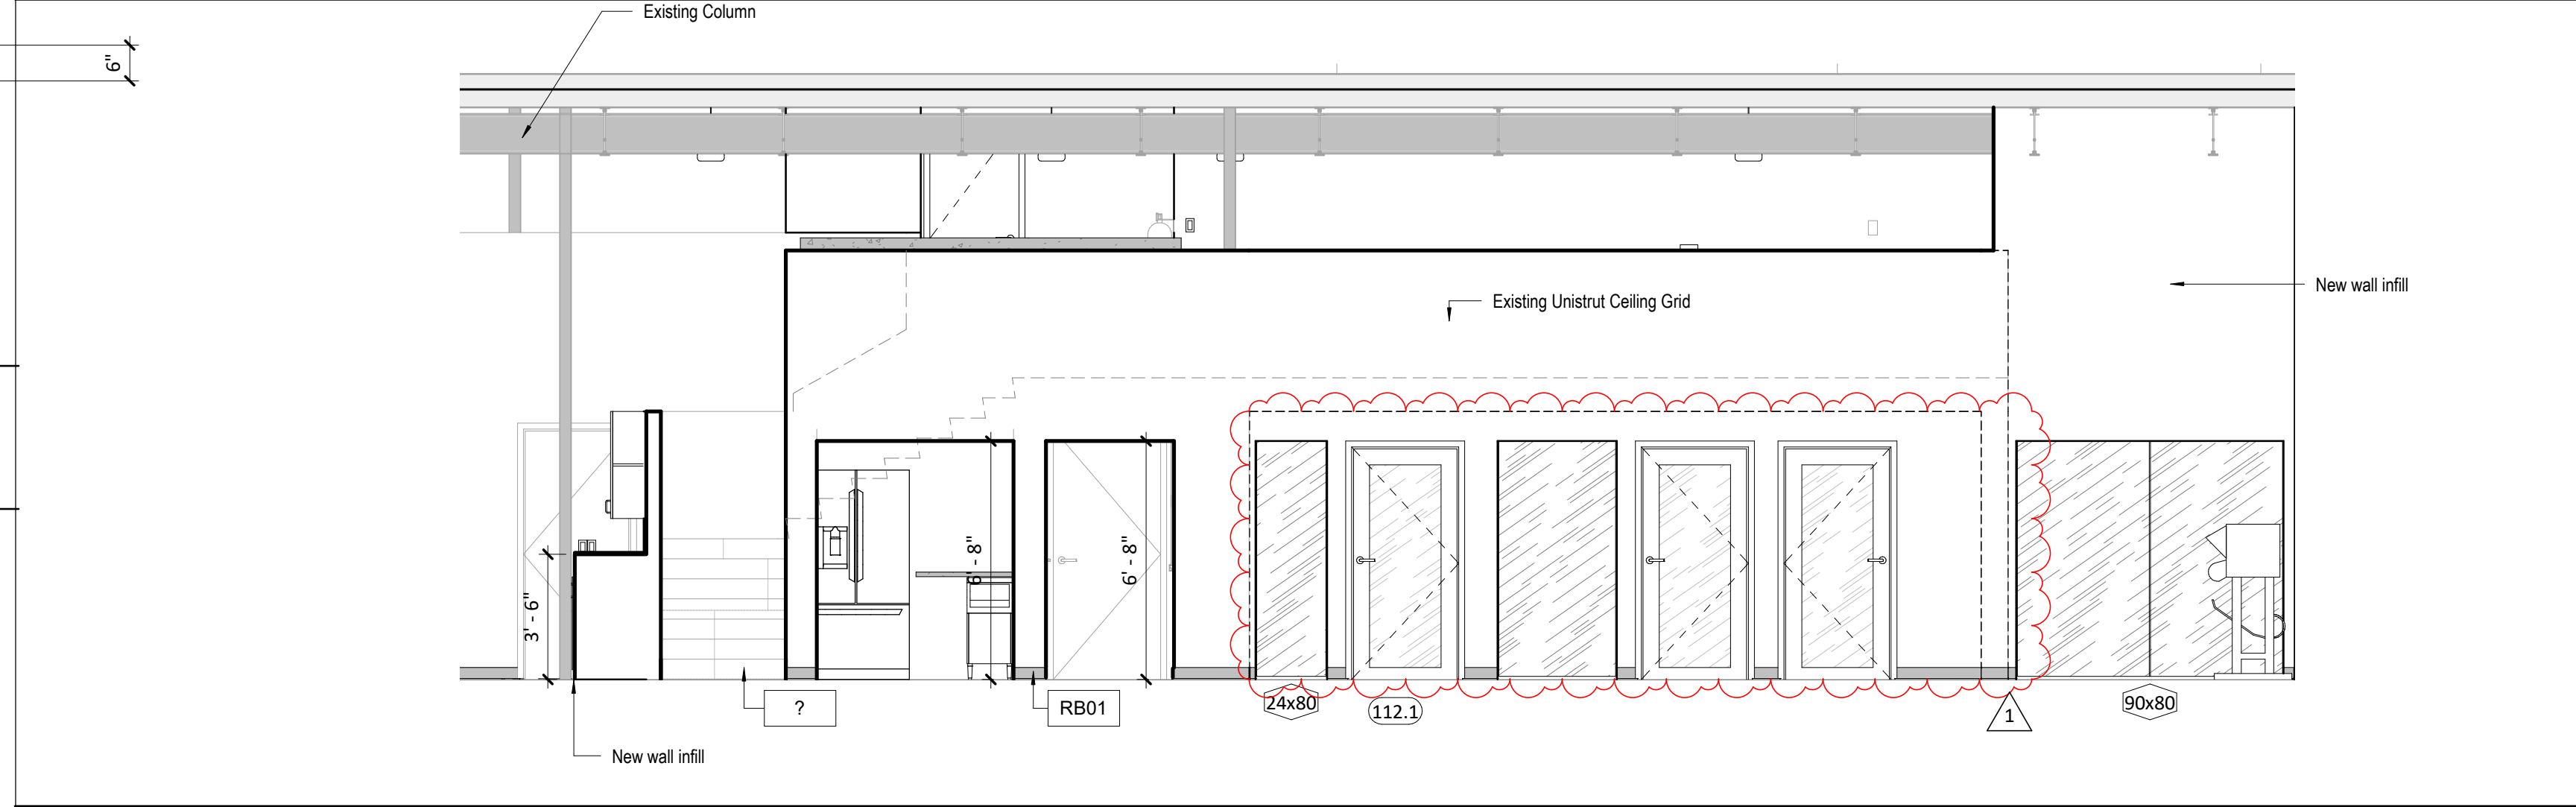 Existing Column
6"
New wall infill
Existing Unistrut Ceiling Grid
6' - 8"
6' - 8"
3' - 6"
?
RB01
24x80
112.1
1
90x80
New wall infill